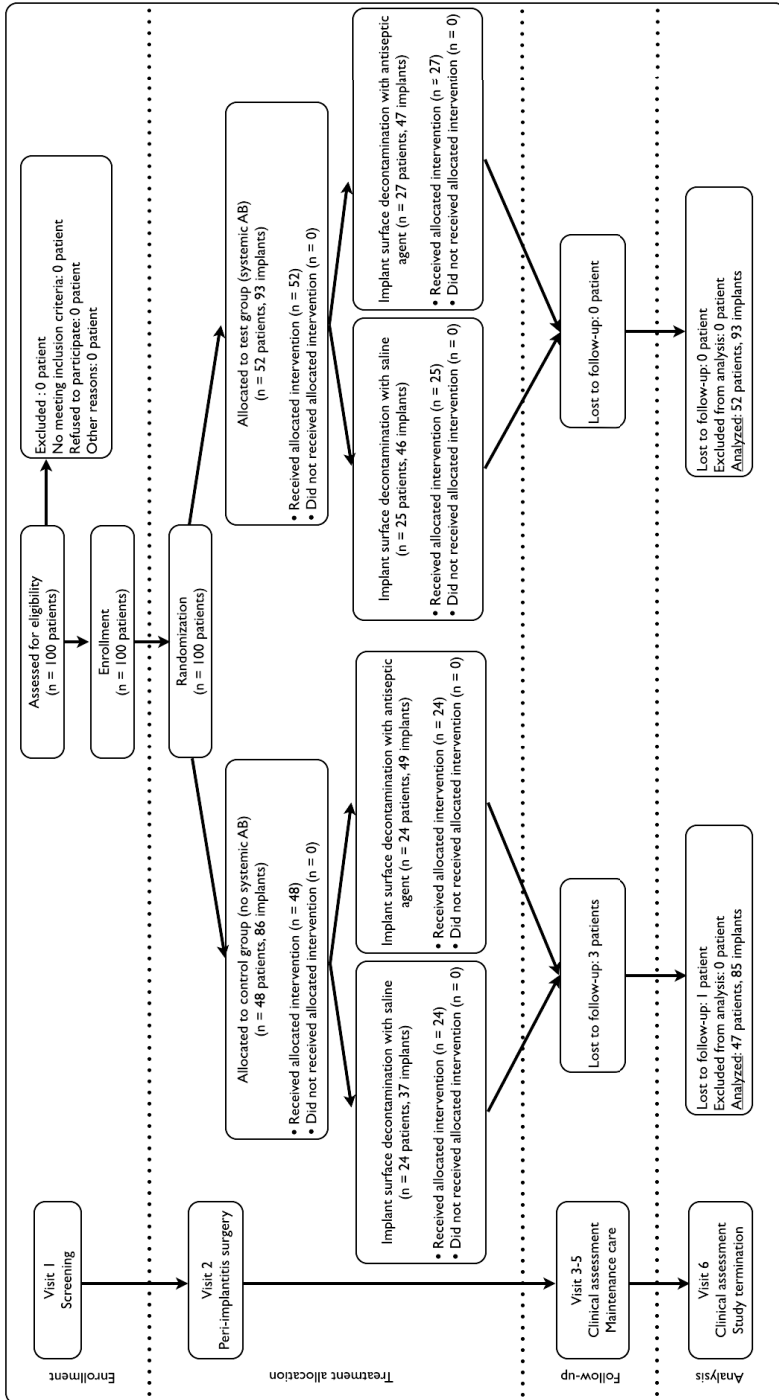 Enrollment
Visit 1
Screening
Assessed for eligibility
(n = 100 patients)
Excluded : 0 patient
No meeting inclusion criteria: 0 patient
Refused to participate: 0 patient
Other reasons: 0 patient
Enrollment
(n = 100 patients)
Treatment allocation
Visit 2
Peri-implantitis surgery
Randomization
(n = 100 patients)
Allocated to control group (no systemic AB)
(n = 48 patients, 86 implants)
• Received allocated intervention (n = 48)
• Did not received allocated intervention (n = 0)
Allocated to test group (systemic AB)
(n = 52 patients, 93 implants)
• Received allocated intervention (n = 52)
• Did not received allocated intervention (n = 0)
Implant surface decontamination with saline
(n = 24 patients, 37 implants)
• Received allocated intervention (n = 24)
• Did not received allocated intervention (n = 0)
Implant surface decontamination with antiseptic
agent (n = 24 patients, 49 implants)
• Received allocated intervention (n = 24)
• Did not received allocated intervention (n = 0)
Implant surface decontamination with saline
(n = 25 patients, 46 implants)
• Received allocated intervention (n = 25)
• Did not received allocated intervention (n = 0)
Implant surface decontamination with antiseptic
agent (n = 27 patients, 47 implants)
• Received allocated intervention (n = 27)
• Did not received allocated intervention (n = 0)
Follow-up
Visit 3-5
Clinical assessment
Maintenance care
Lost to follow-up: 3 patients
Lost to follow-up: 0 patient
Analysis
Visit 6
Clinical assessment
Study termination
Lost to follow-up: 1 patient
Excluded from analysis: 0 patient
Analyzed: 47 patients, 85 implants
Lost to follow-up: 0 patient
Excluded from analysis: 0 patient
Analyzed: 52 patients, 93 implants